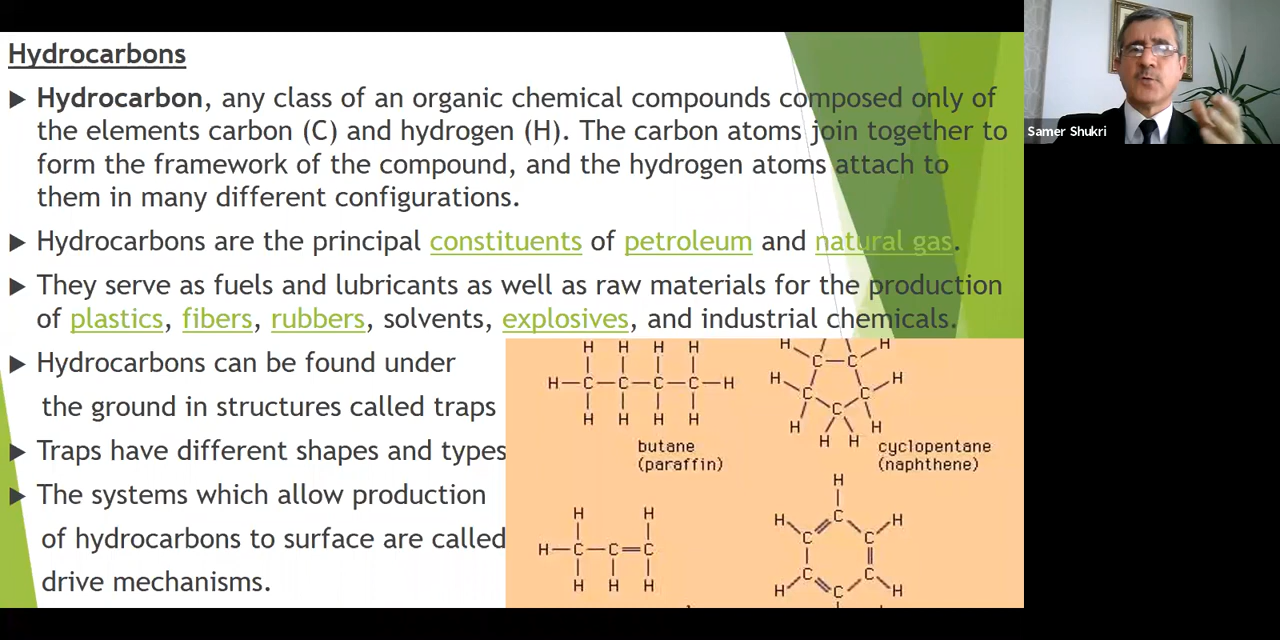 Hydrocarbons
Hydrocarbon, any class of an organic chemical compounds composed only of
the elements carbon (C) and hydrogen (H). The carbon atoms join together to
form the framework of the compound, and the hydrogen atoms attach to
them in many different configurations.
Hydrocarbons are the principal constituents of petroleum and natural gas.
They serve as fuels and lubricants as well as raw materials for the production
of plastics, fibers, rubbers, solvents, explosives, and industrial chemicals.
Hydrocarbons can be found under
the ground in structures called traps
Traps have different shapes and types
The systems which allow production
of hydrocarbons to surface are called
drive mechanisms.
H H H H
H C C C C H
H H H H
butane
(paraffin)
H H
C C
H H
C C
C
H H
H H
cyclopentane
(naphthene)
H H
H C C C
H H H
H
H C H
C C
C C
H C H
Samer Shukri